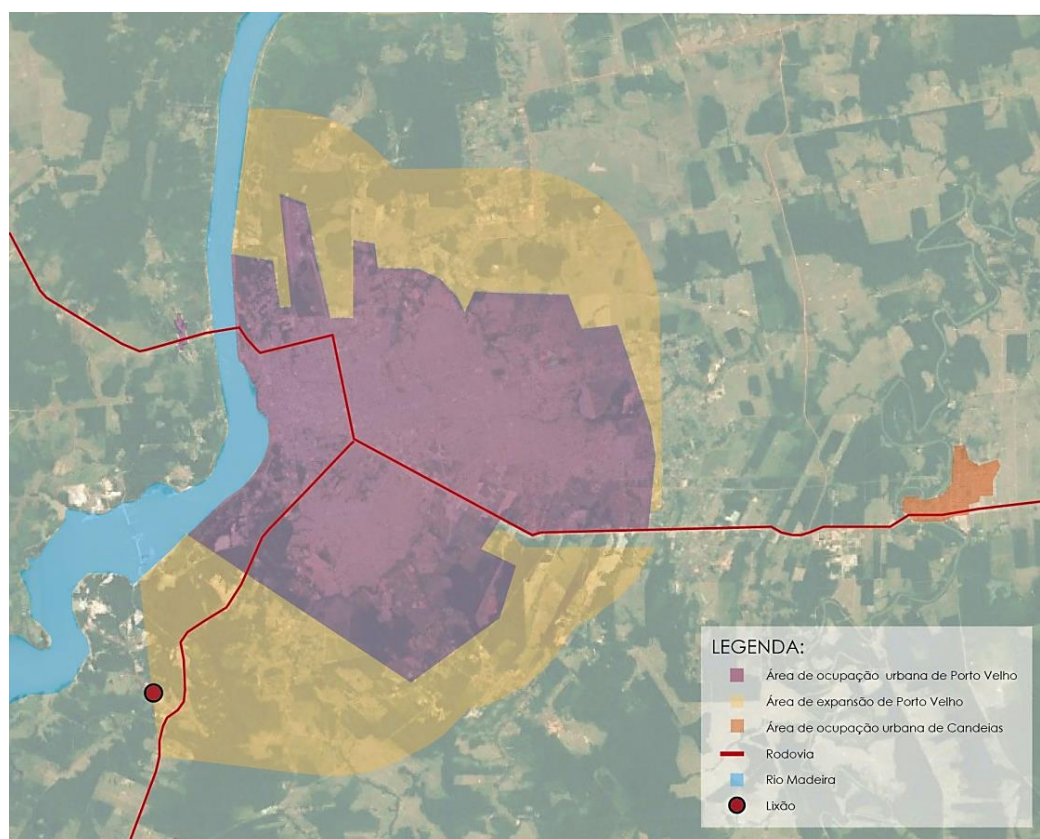 LEGENDA:
Área de ocupação urbana de Porto Velho
Área de expansão de Porto Velho
Área de ocupação urbana de Candeias
Rodovia
Rio Madeira
Lixão